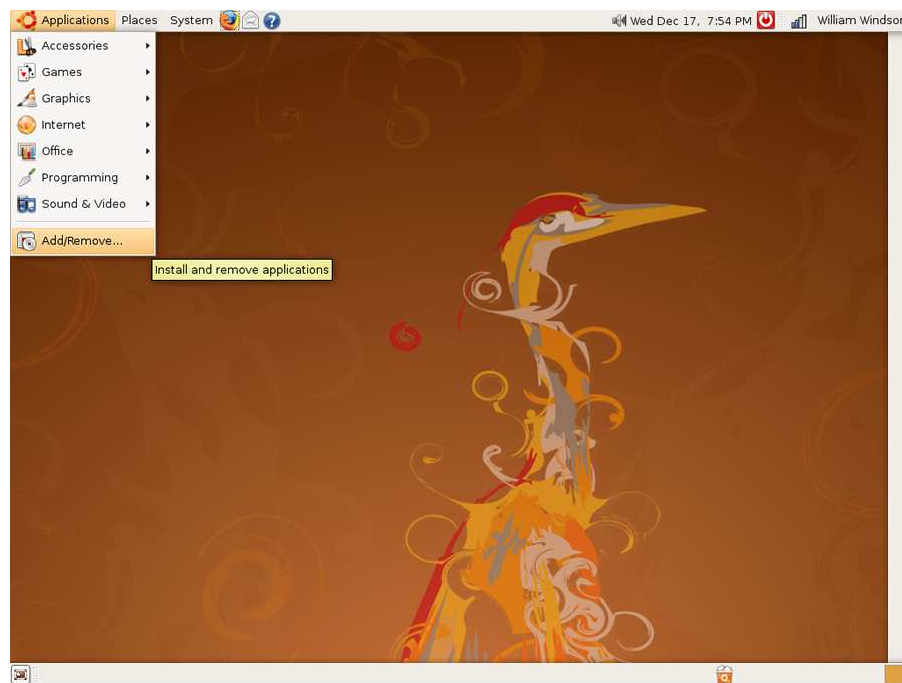 Applications Places System Wed Dec 17, 7:54 PM William Windsor
Accessories
Games
Graphics
Internet
Office
Programming
Sound & Video
Add/Remove...
Install and remove applications